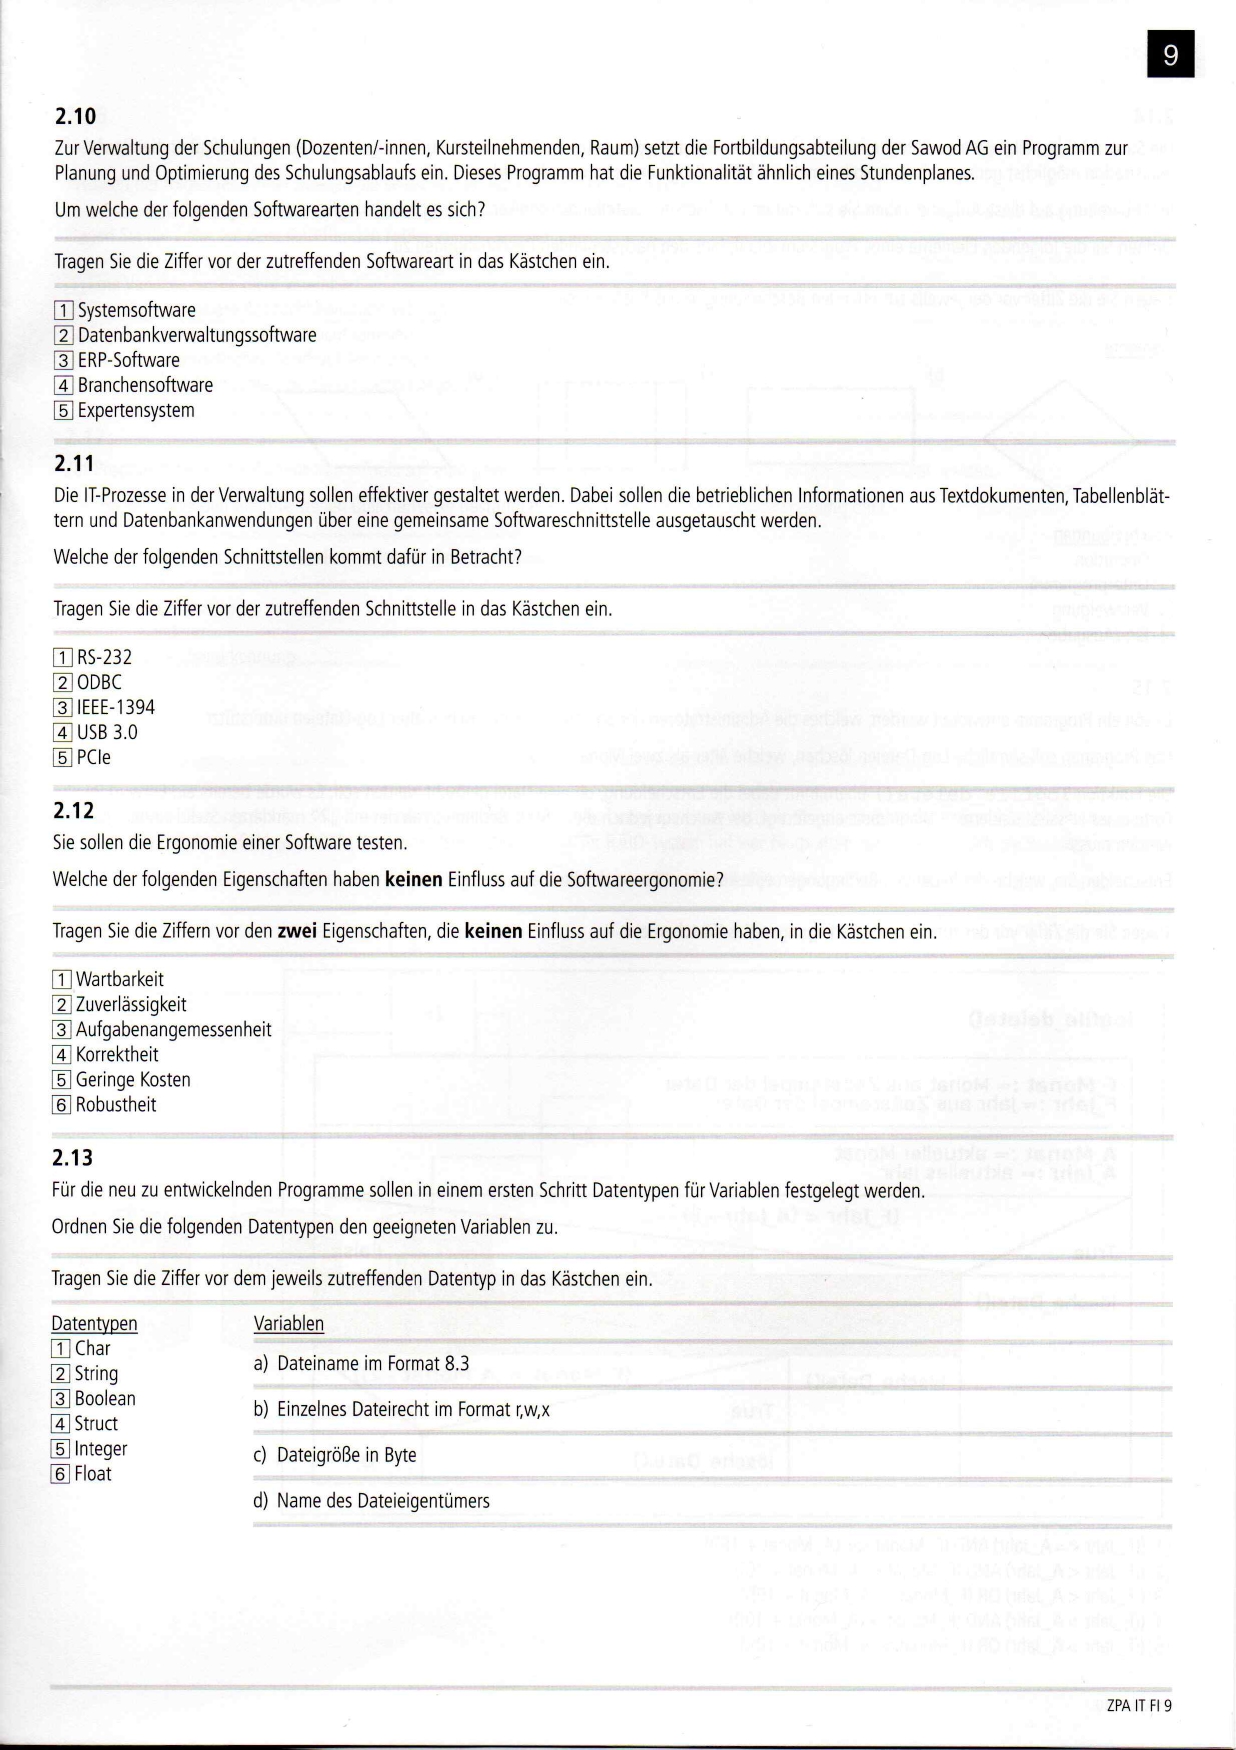 9
2.10
Zur Verwaltung der Schulungen (Dozenten/-innen, Kursteilnehmenden, Raum) setzt die Fortbildungsabteilung der Sawod AG ein Programm zur
Planung und Optimierung des Schulungsablaufs ein. Dieses Programm hat die Funktionalität ähnlich eines Stundenplanes.
Um welche der folgenden Softwarearten handelt es sich?
Tragen Sie die Ziffer vor der zutreffenden Softwareart in das Kästchen ein.
1 Systemsoftware
2 Datenbankverwaltungssoftware
3 ERP-Software
4 Branchensoftware
5 Expertensystem
2.11
Die IT-Prozesse in der Verwaltung sollen effektiver gestaltet werden. Dabei sollen die betrieblichen Informationen aus Textdokumenten, Tabellenblät-
tern und Datenbankanwendungen über eine gemeinsame Softwareschnittstelle ausgetauscht werden.
Welche der folgenden Schnittstellen kommt dafür in Betracht?
Tragen Sie die Ziffer vor der zutreffenden Schnittstelle in das Kästchen ein.
1 RS-232
2 ODBC
3 IEEE-1394
4 USB 3.0
5 PCIe
2.12
Sie sollen die Ergonomie einer Software testen.
Welche der folgenden Eigenschaften haben keinen Einfluss auf die Softwareergonomie?
Tragen Sie die Ziffern vor den zwei Eigenschaften, die keinen Einfluss auf die Ergonomie haben, in die Kästchen ein.
1 Wartbarkeit
2 Zuverlässigkeit
3 Aufgabenangemessenheit
4 Korrektheit
5 Geringe Kosten
6 Robustheit
2.13
Für die neu zu entwickelnden Programme sollen in einem ersten Schritt Datentypen für Variablen festgelegt werden.
Ordnen Sie die folgenden Datentypen den geeigneten Variablen zu.
Tragen Sie die Ziffer vor dem jeweils zutreffenden Datentyp in das Kästchen ein.
Datentypen
1 Char
2 String
3 Boolean
4 Struct
5 Integer
6 Float
Variablen
a) Dateiname im Format 8.3
b) Einzelnes Dateirecht im Format r,w,x
c) Dateigröße in Byte
d) Name des Dateieigentümers
ZPA IT FI 9